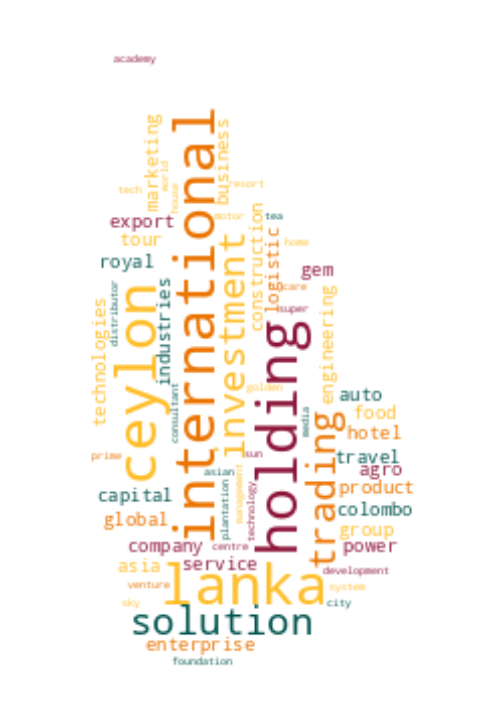 academy
marketing
international
business
world
tech
house
resort
export
motor
tea
tour
construction
logistic
home
royal
investment
gem
technologies
distributor
ceylon
industries
care
engineering
super
holding
consultant
golden
auto
media
trading
food
hotel
prime
sun
travel
asian
agro
capital
plantation
management
technology
product
global
colombo
group
company
centre
power
asia
service
lanka
development
venture
system
sky
city
solution
enterprise
foundation